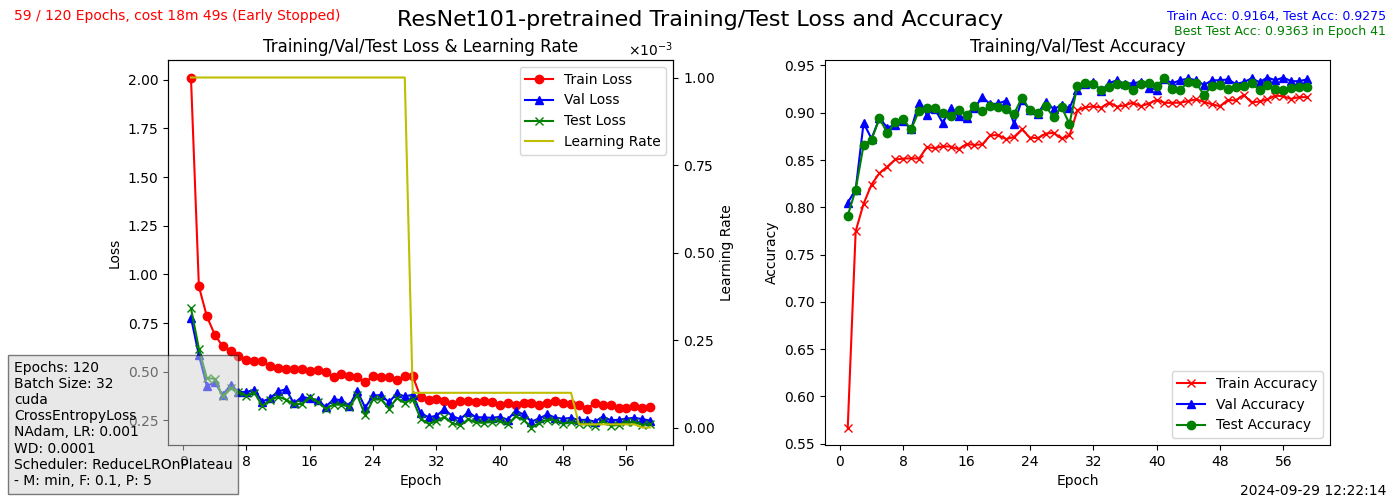 59 / 120 Epochs, cost 18m 49s (Early Stopped)
ResNet101-pretrained Training/Test Loss and Accuracy
Train Acc: 0.9164, Test Acc: 0.9275
Best Test Acc: 0.9363 in Epoch 41
Training/Val/Test Loss & Learning Rate
×10⁻³
2.00
1.75
1.50
1.25
1.00
0.75
0.50
0.25
Loss
Train Loss
Val Loss
Test Loss
Learning Rate
1.00
0.75
0.50
0.25
0.00
Learning Rate
0 8 16 24 32 40 48 56
Epoch
Epochs: 120
Batch Size: 32
cuda
CrossEntropyLoss
NAdam, LR: 0.001
WD: 0.0001
Scheduler: ReduceLROnPlateau
- M: min, F: 0.1, P: 5
Training/Val/Test Accuracy
0.95
0.90
0.85
0.80
0.75
0.70
0.65
0.60
0.55
Accuracy
Train Accuracy
Val Accuracy
Test Accuracy
0 8 16 24 32 40 48 56
Epoch
2024-09-29 12:22:14